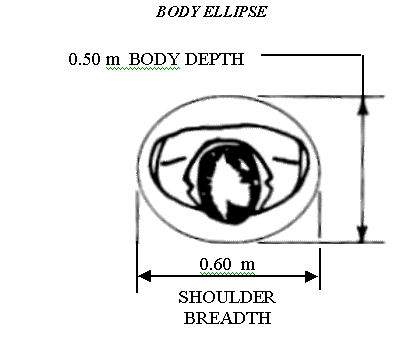 BODY ELLIPSE
0.50 m BODY DEPTH
0.60 m
SHOULDER
BREADTH